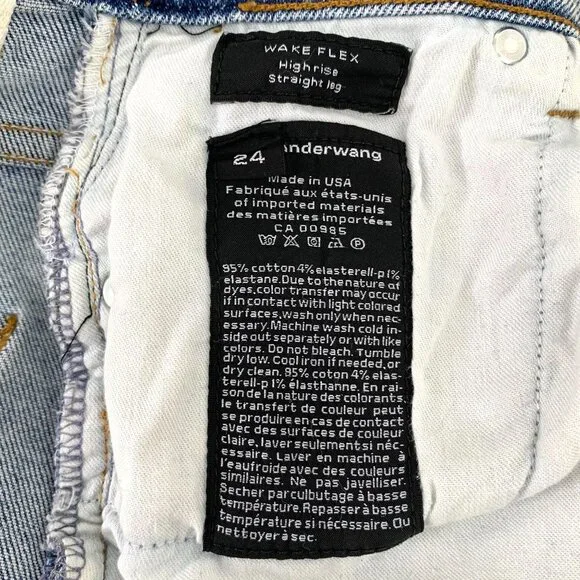 WAKE FLEX
High rise
Straight leg
24
anderwang
Made in USA
Fabriqué aux états-unis
of imported materials
des matières importées
CA 00985
95% cotton 4% elasterell-p 1%
elastane. Due to the nature of
dyes, color transfer may occur
if in contact with light colored
surfaces, wash only when nec-
essary. Machine wash cold in-
side out separately or with like
colors. Do not bleach. Tumble
dry low. Cool iron if needed, or
dry clean. 95% coton 4% elas-
terell-p 1% élasthanne. En rai-
son de la nature des colorants,
le transfert de couleur peut
se produire en cas de contact
avec des surfaces de couleur
claire, laver seulement si néc-
essaire. Laver en machine à
l'eau froide avec des couleurs
similaires. Ne pas javelliser.
Secher par culbutage à basse
température. Repasser à basse
température si nécessaire. Ou
nettoyer à sec.